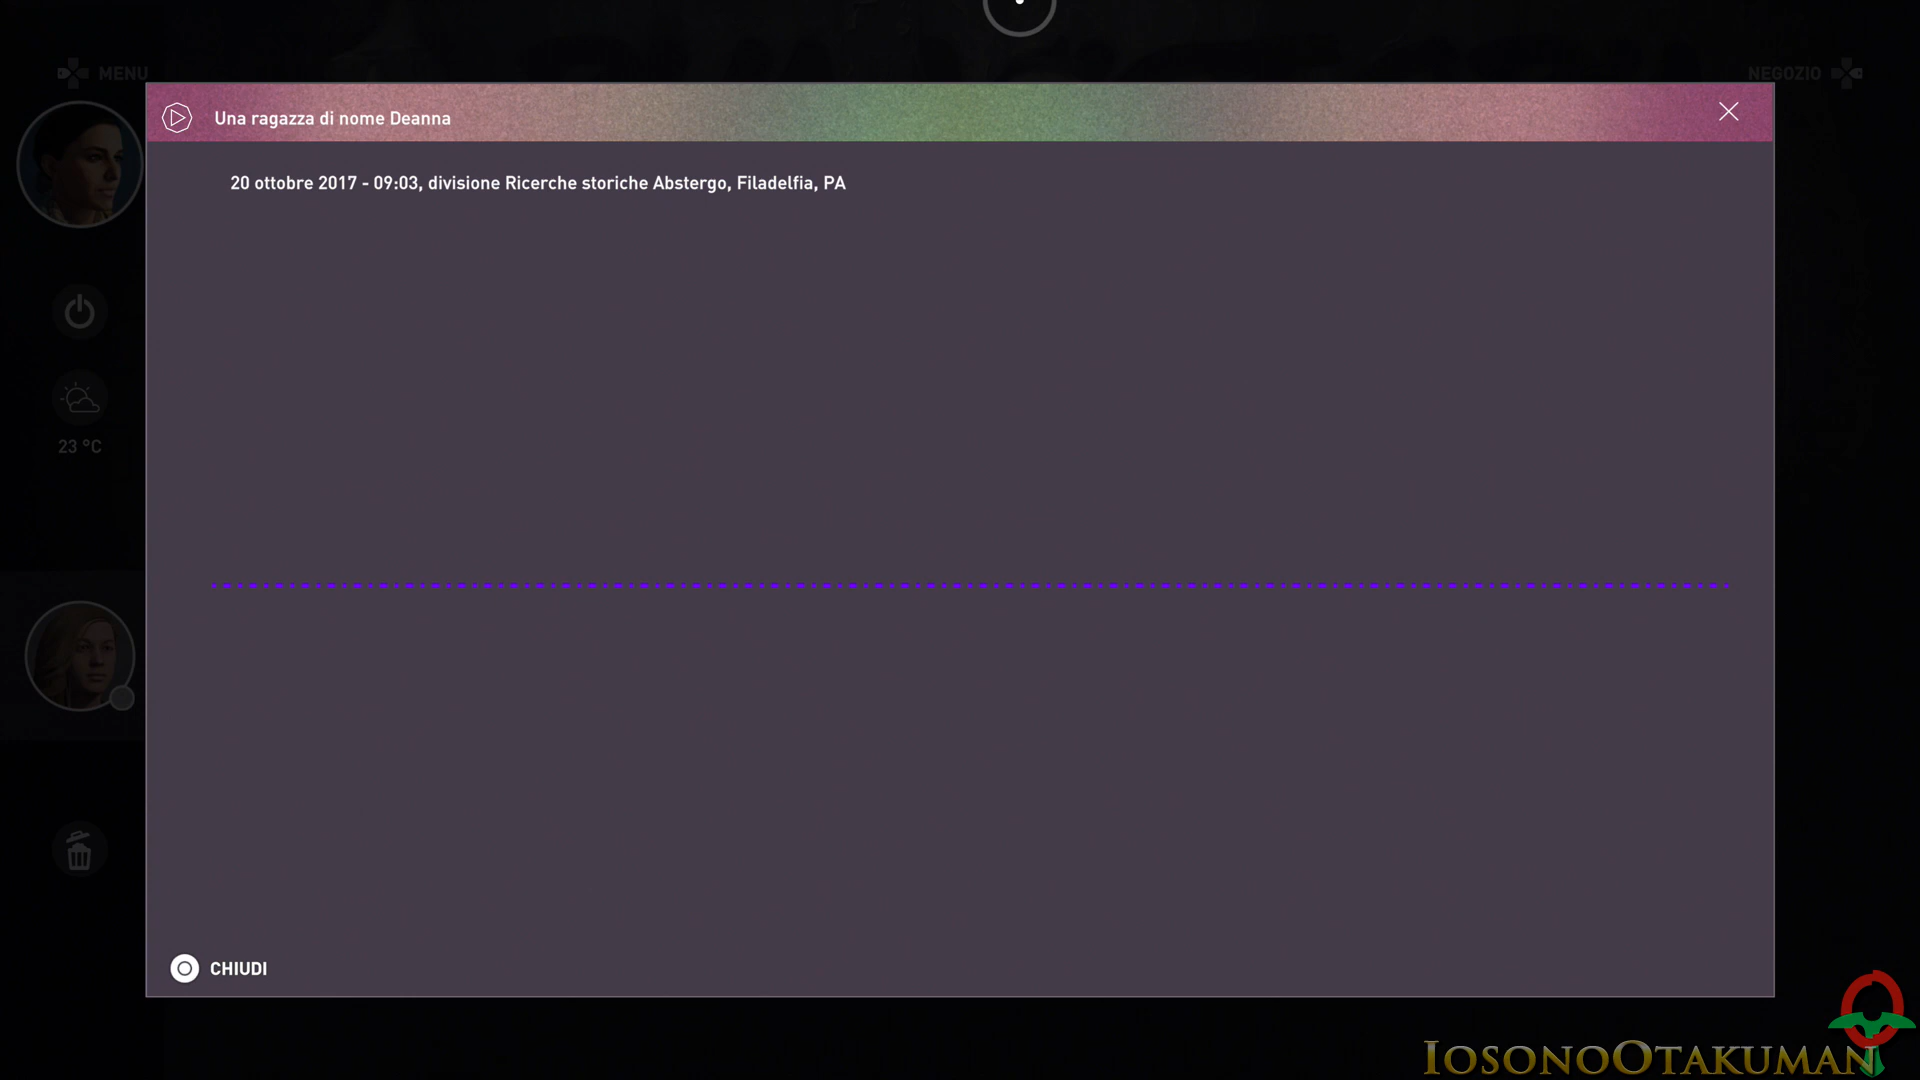 MENU
NEGOZIO
Una ragazza di nome Deanna
20 ottobre 2017 - 09:03, divisione Ricerche storiche Abstergo, Filadelfia, PA
23 °C
CHIUDI
IOSONOOTAKUMAN